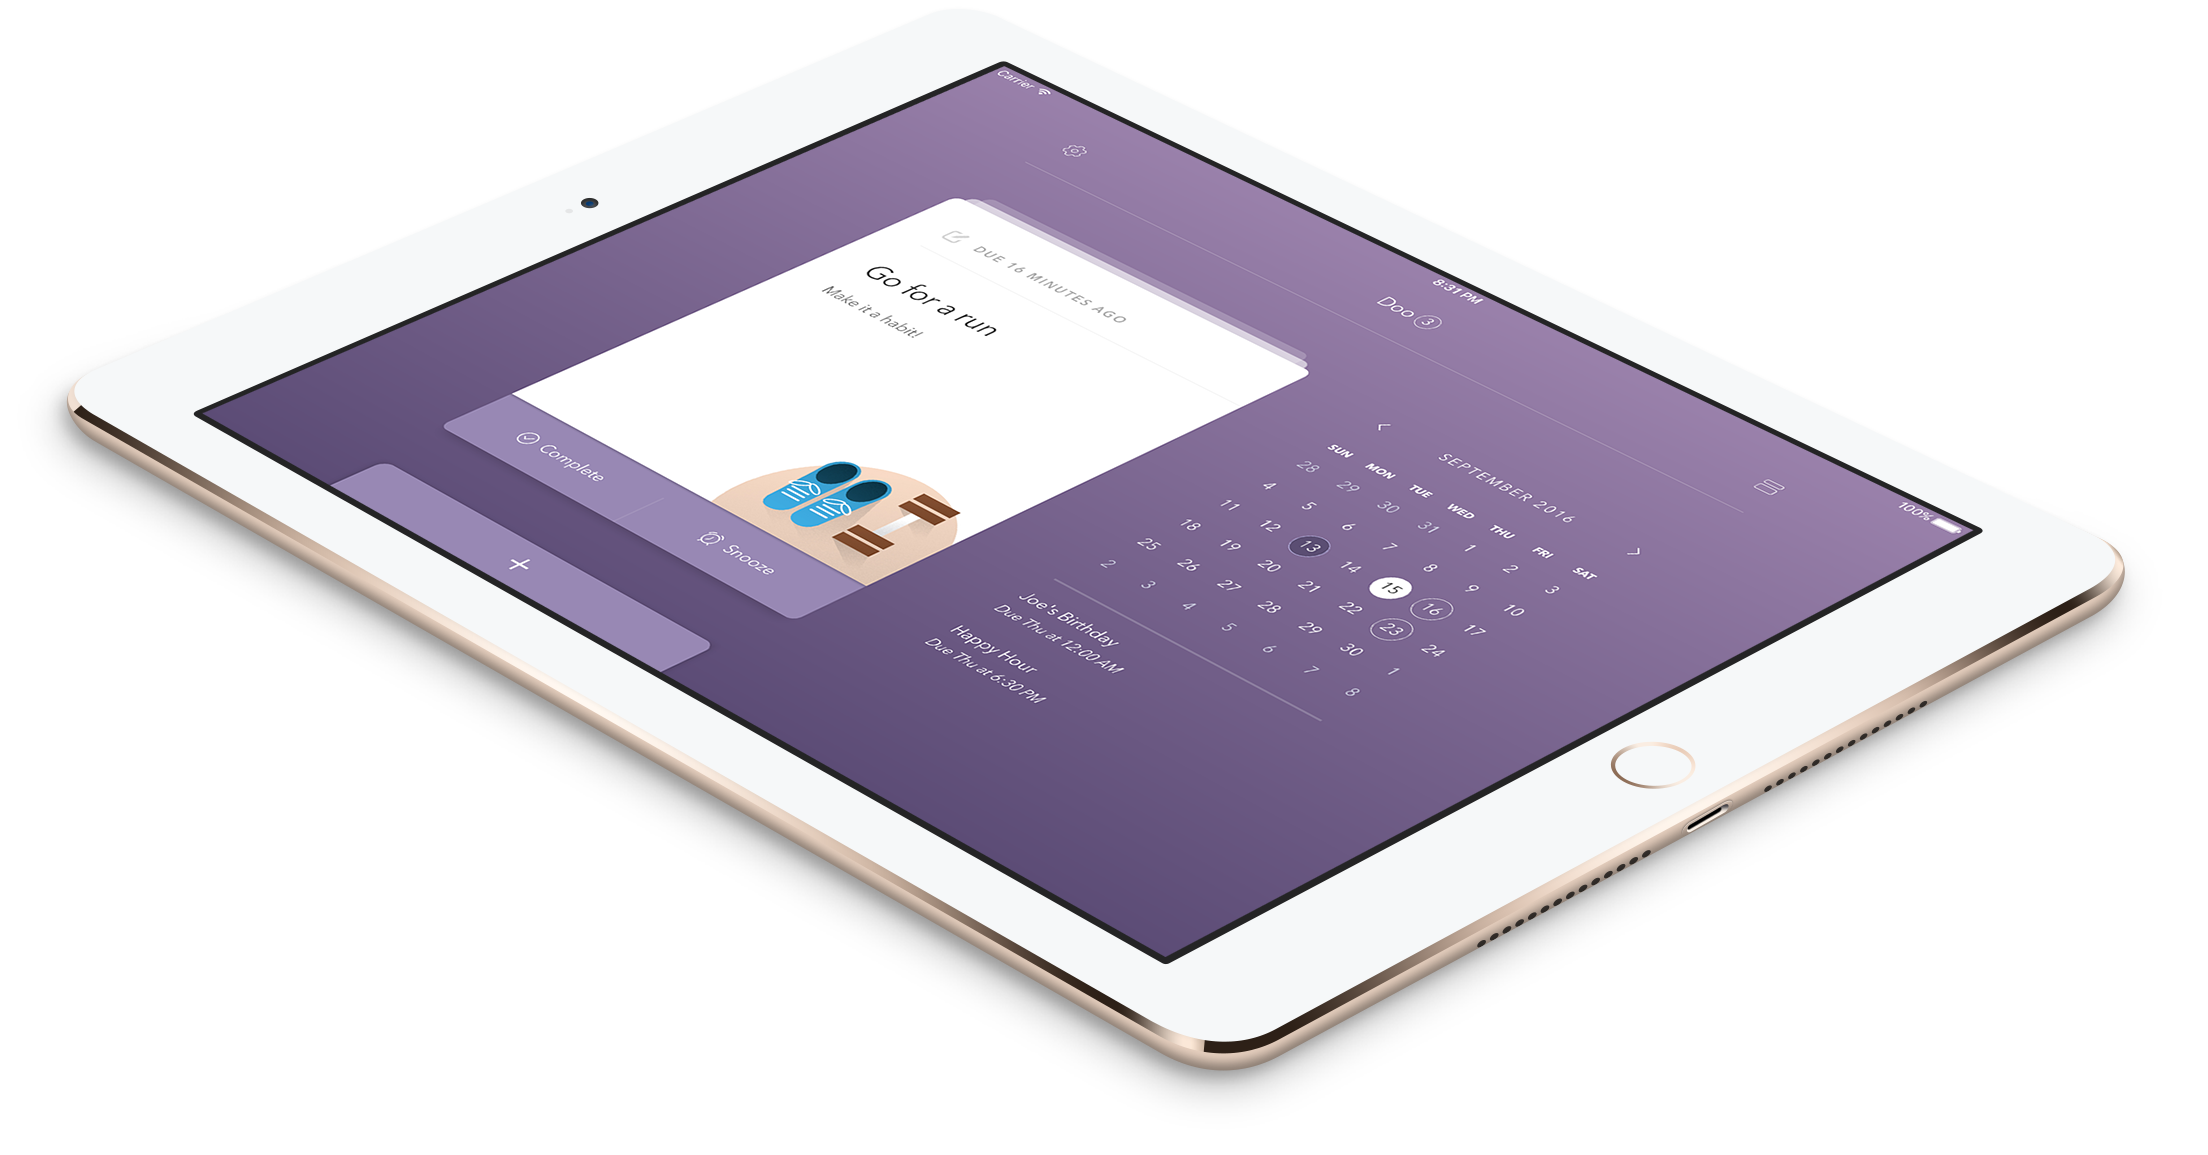 Carrier
8:31 PM
100%
Doo 3
DUE 16 MINUTES AGO
Go for a run
Make it a habit!
Complete
Snooze
+
SEPTEMBER 2016
SUN MON TUE WED THU FRI SAT
28 29 30 31 1 2 3
4 5 6 7 8 9 10
11 12 13 14 15 16 17
18 19 20 21 22 23 24
25 26 27 28 29 30 1
2 3 4 5 6 7 8
Joe's Birthday
Due Thu at 12:00 AM
Happy Hour
Due Thu at 6:30 PM